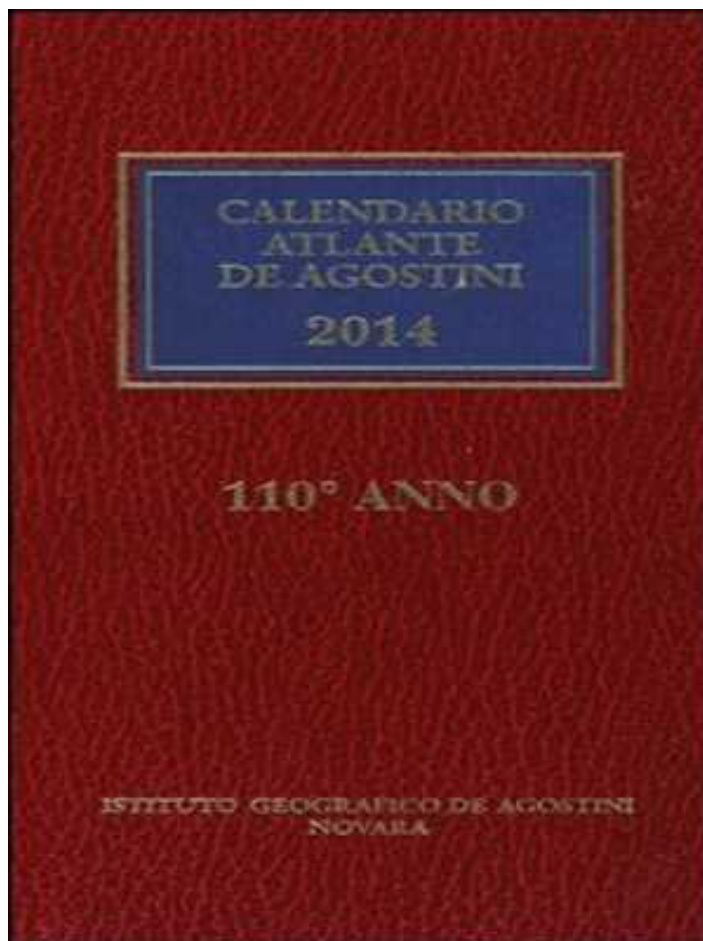 CALENDARIO
ATLANTE
DE AGOSTINI
2014
110° ANNO
ISTITUTO GEOGRAFICO DE AGOSTINI
NOVARA